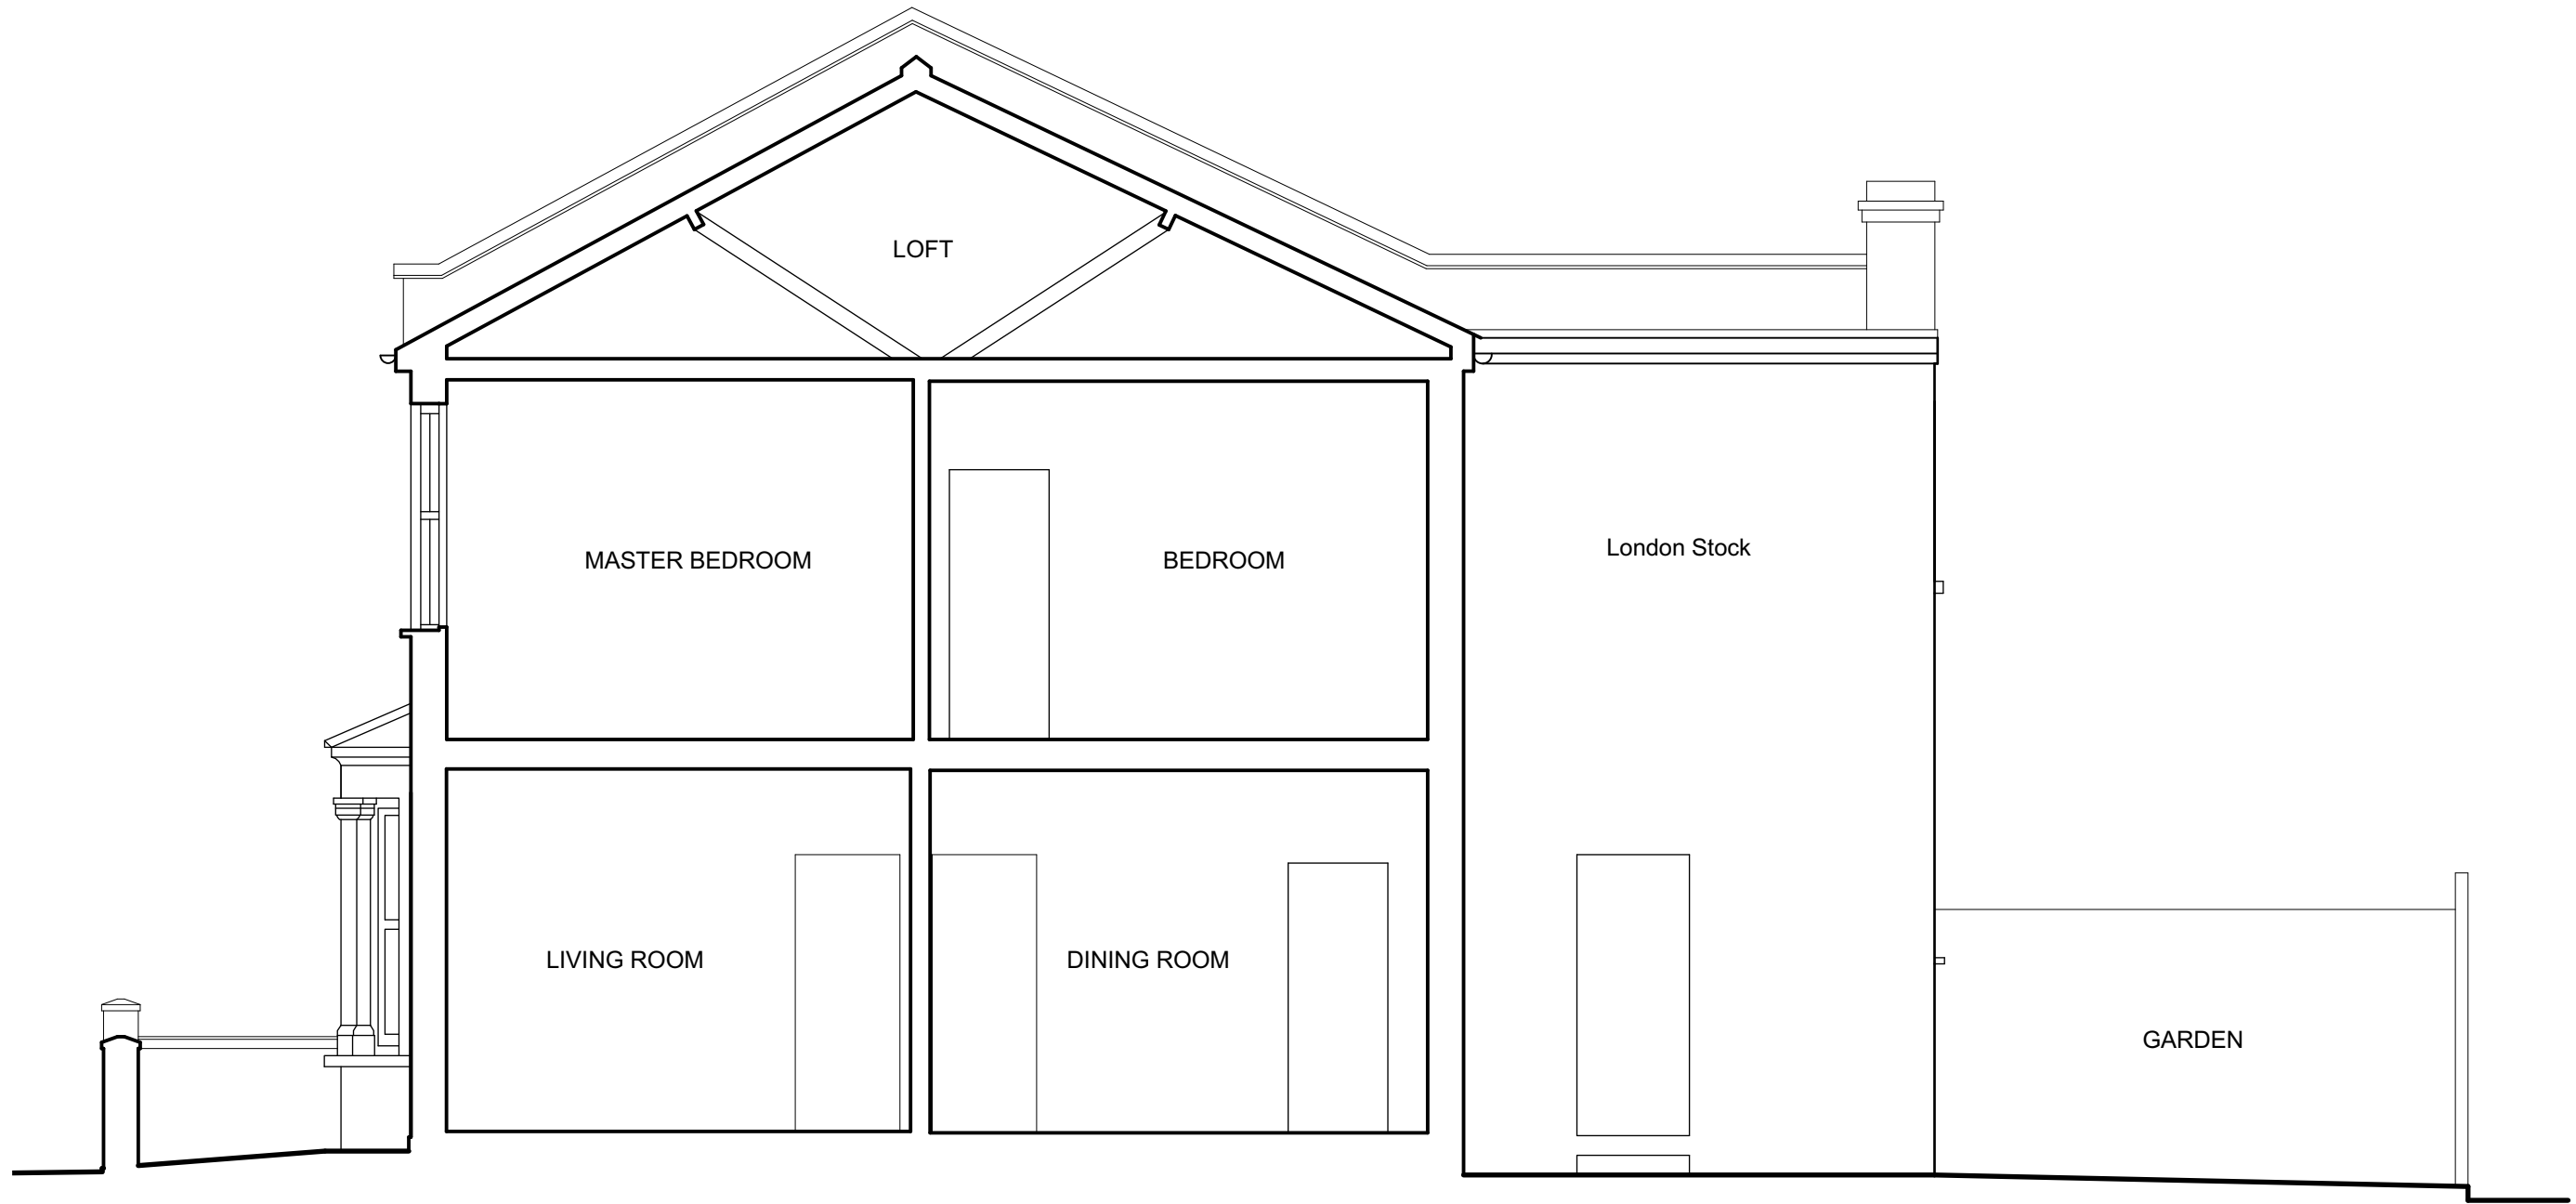 LOFT
MASTER BEDROOM
BEDROOM
London Stock
LIVING ROOM
DINING ROOM
GARDEN